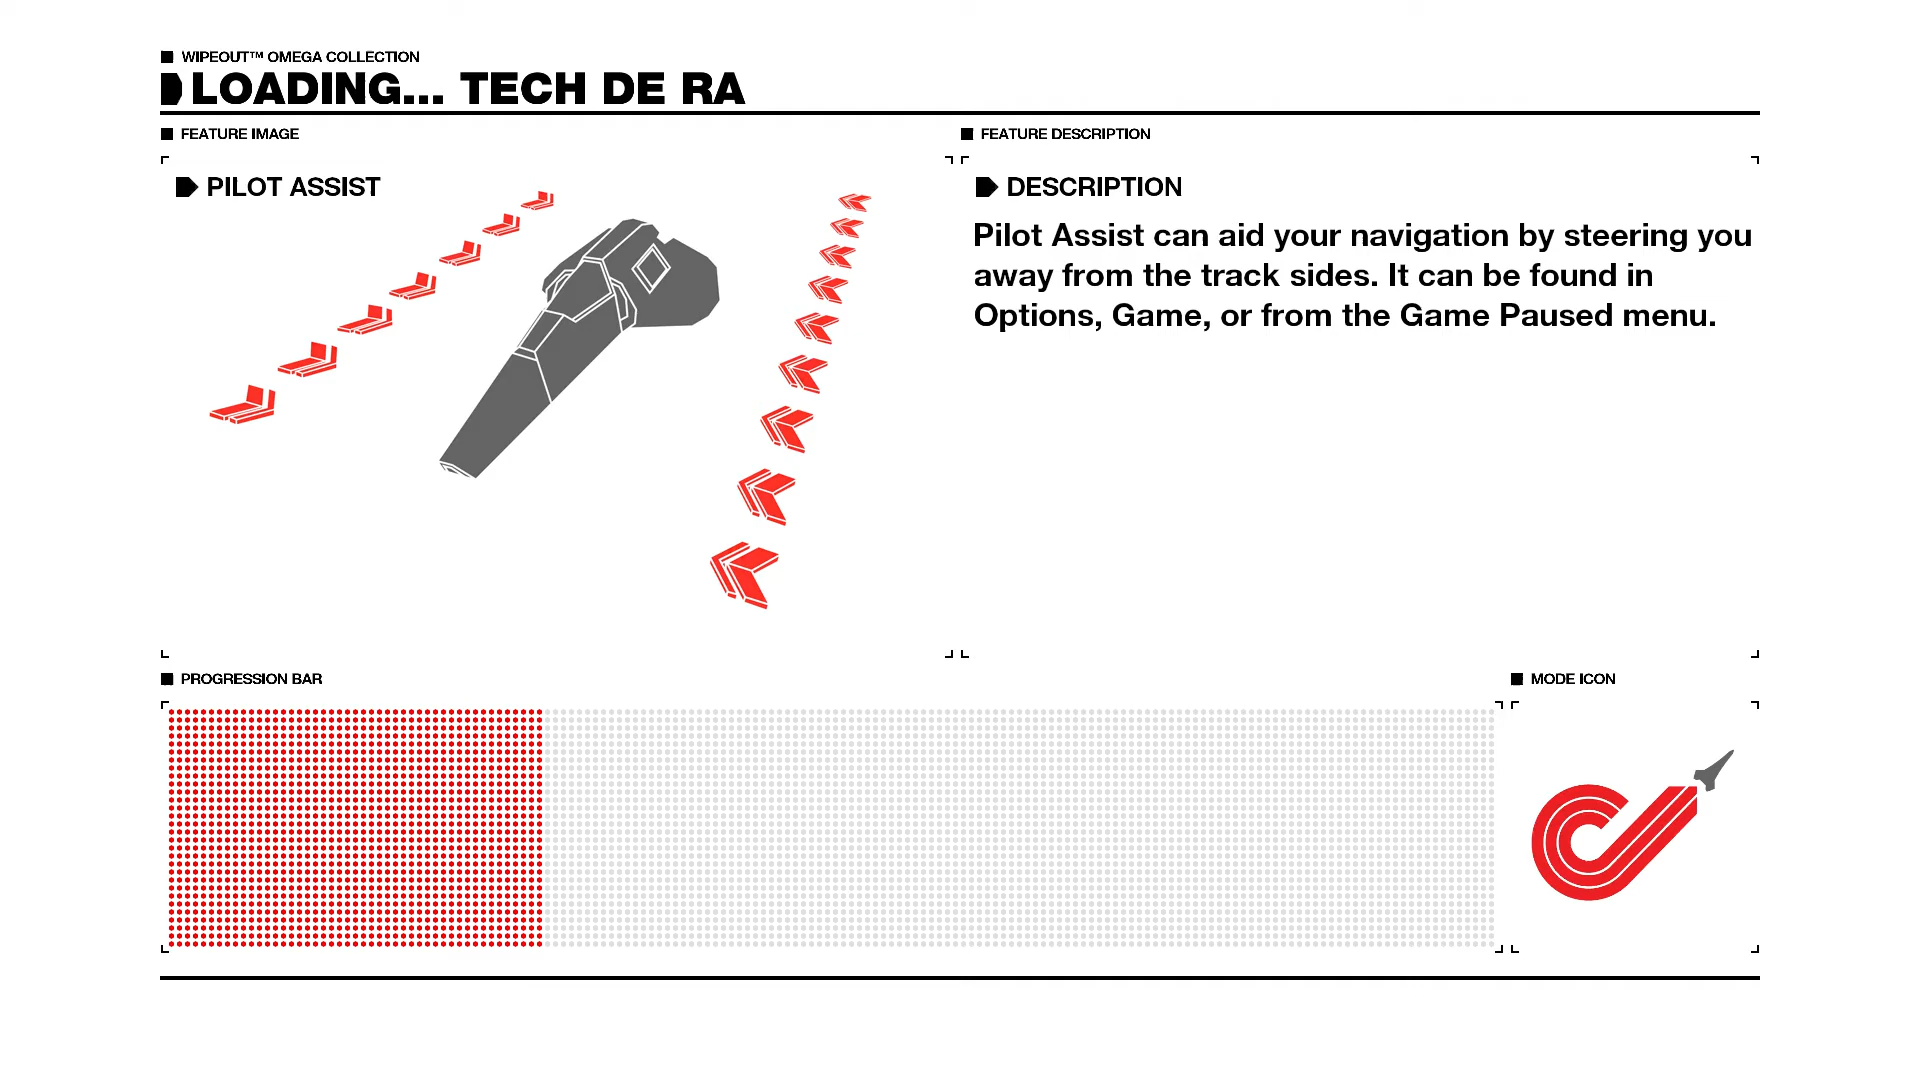 WIPEOUT™ OMEGA COLLECTION
LOADING... TECH DE RA
FEATURE IMAGE
PILOT ASSIST
FEATURE DESCRIPTION
DESCRIPTION
Pilot Assist can aid your navigation by steering you
away from the track sides. It can be found in
Options, Game, or from the Game Paused menu.
PROGRESSION BAR
MODE ICON